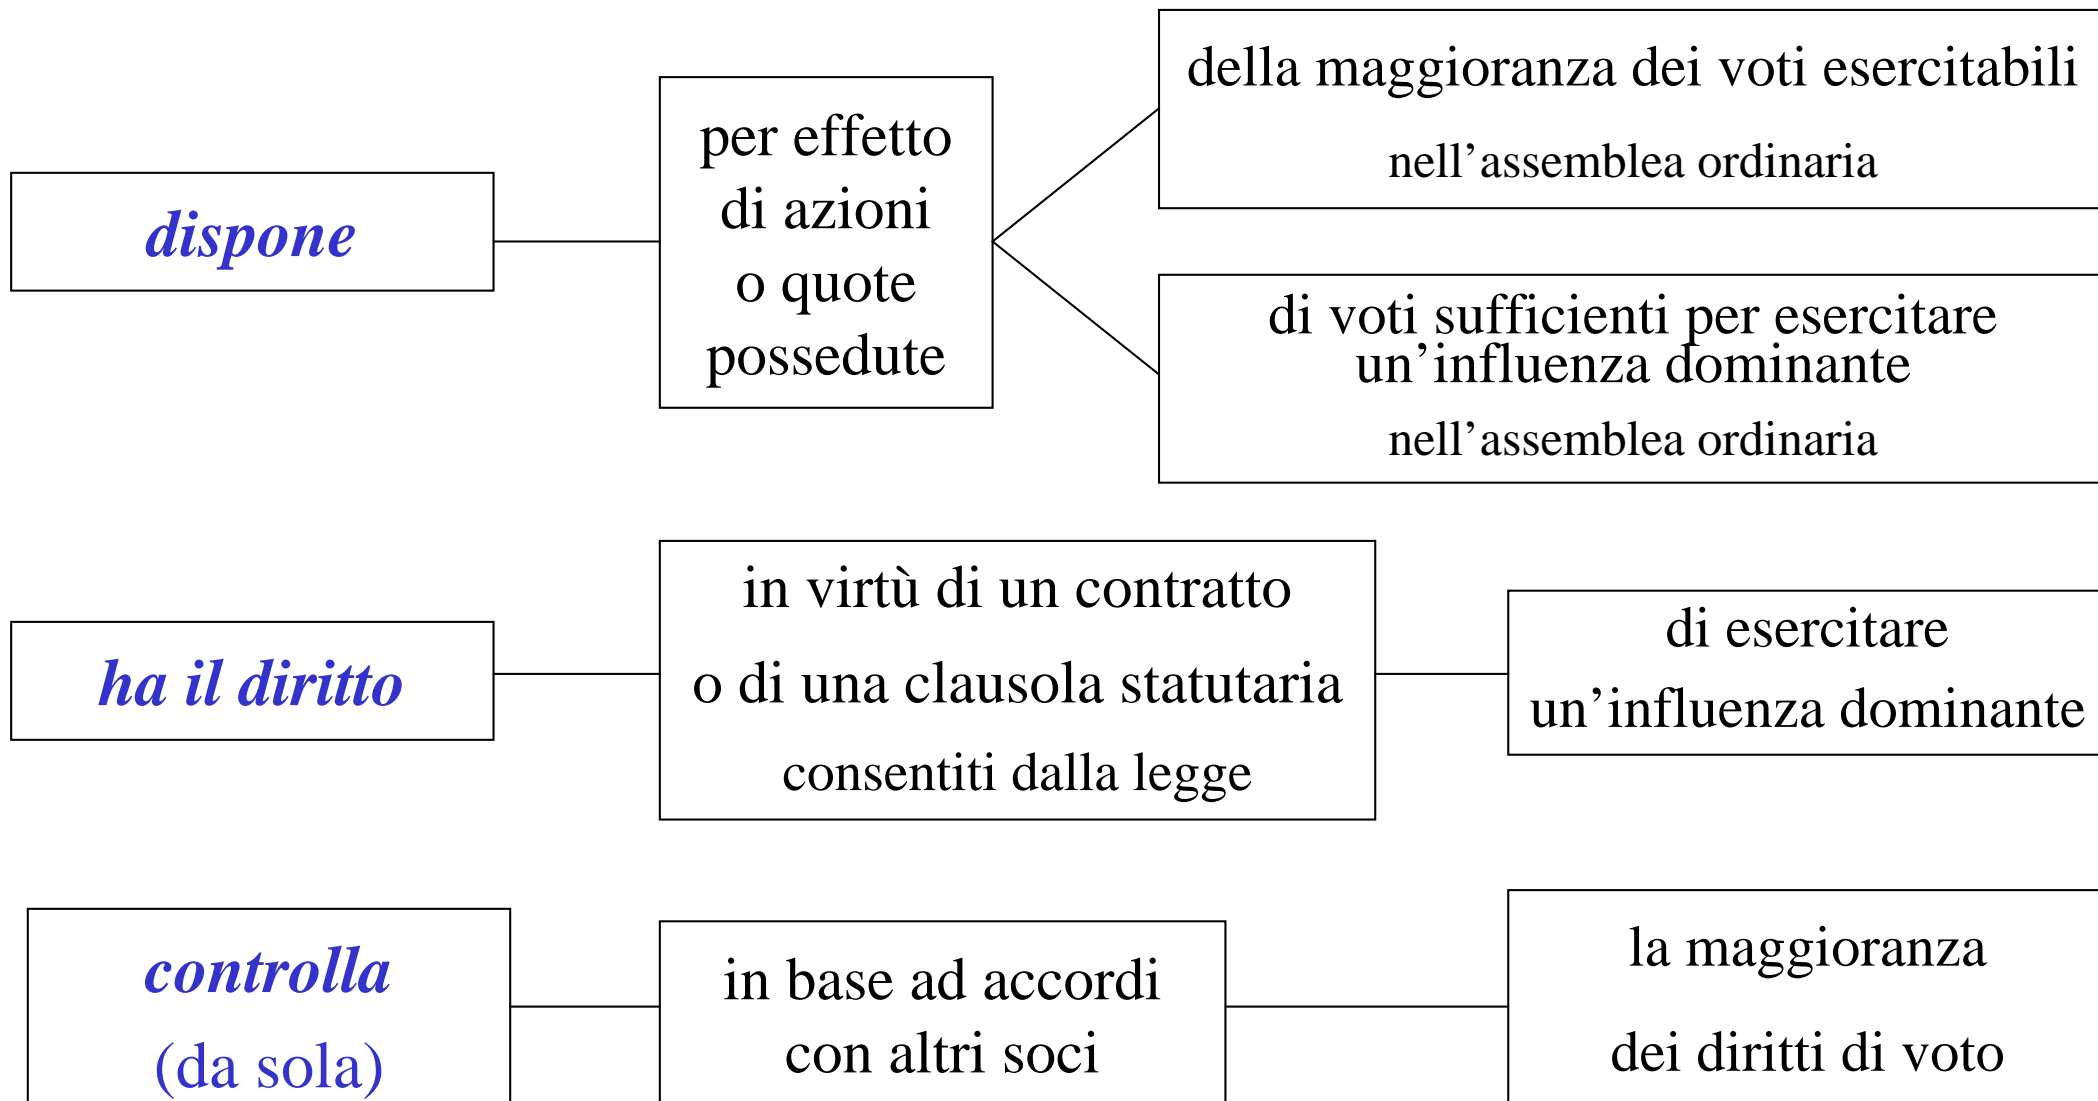 dispone
per effetto
di azioni
o quote
possedute
della maggioranza dei voti esercitabili
nell’assemblea ordinaria
di voti sufficienti per esercitare
un’influenza dominante
nell’assemblea ordinaria
ha il diritto
in virtù di un contratto
o di una clausola statutaria
consentiti dalla legge
di esercitare
un’influenza dominante
controlla
(da sola)
in base ad accordi
con altri soci
la maggioranza
dei diritti di voto